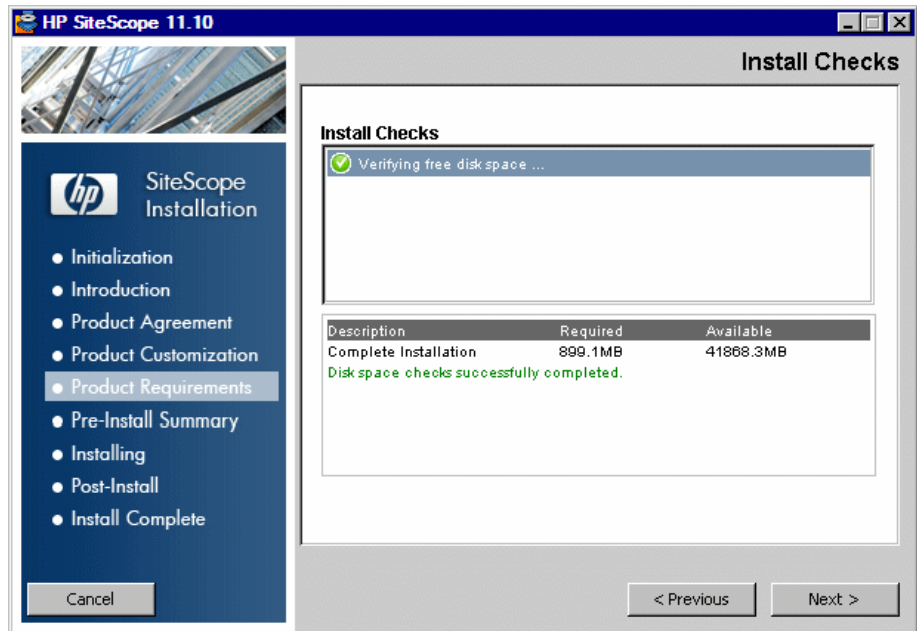 HP SiteScope 11.10
Install Checks
hp
SiteScope
Installation
Initialization
Introduction
Product Agreement
Product Customization
Product Requirements
Pre-Install Summary
Installing
Post-Install
Install Complete
Install Checks
Verifying free disk space ...
Description Required Available
Complete Installation 899.1MB 41868.3MB
Disk space checks successfully completed.
Cancel
< Previous
Next >